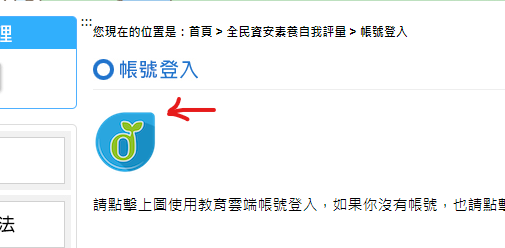 理
:::
您現在的位置是：首頁 > 全民資安素養自我評量 > 帳號登入
帳號登入
請點擊上圖使用教育雲端帳號登入，如果你沒有帳號，也請點擊
法